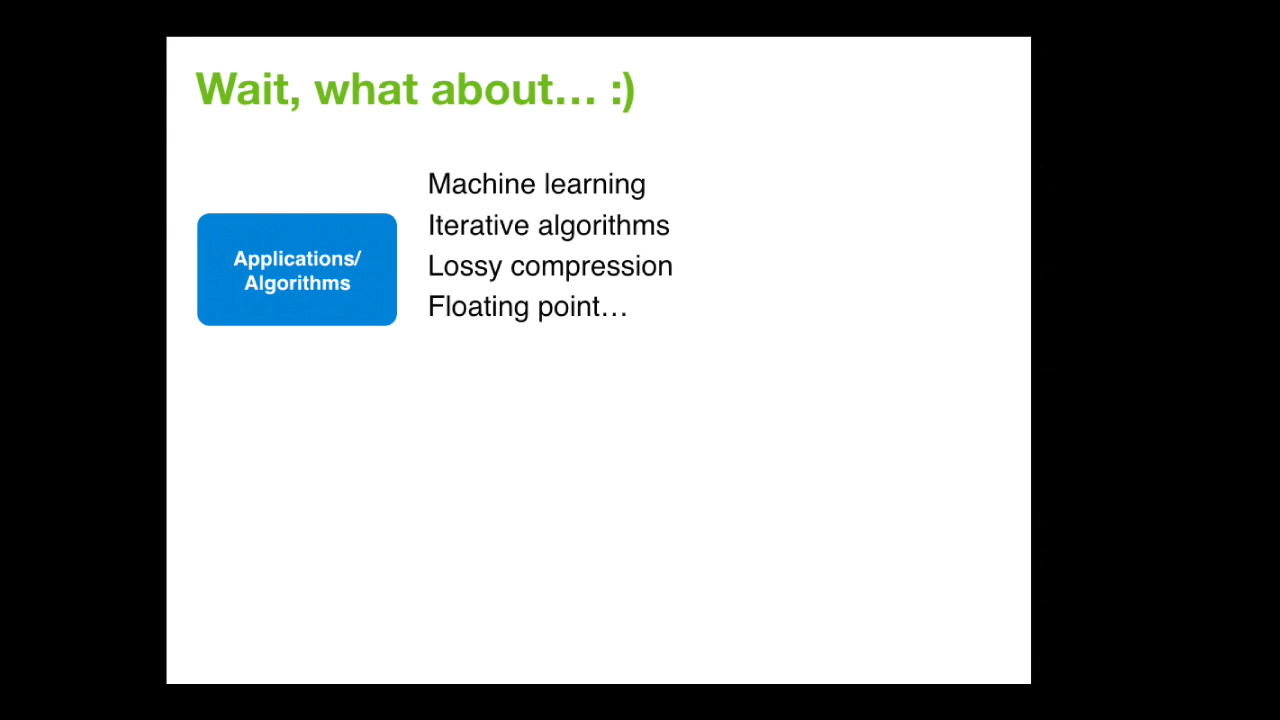 Wait, what about… :)
Machine learning
Iterative algorithms
Lossy compression
Floating point…
Applications/
Algorithms